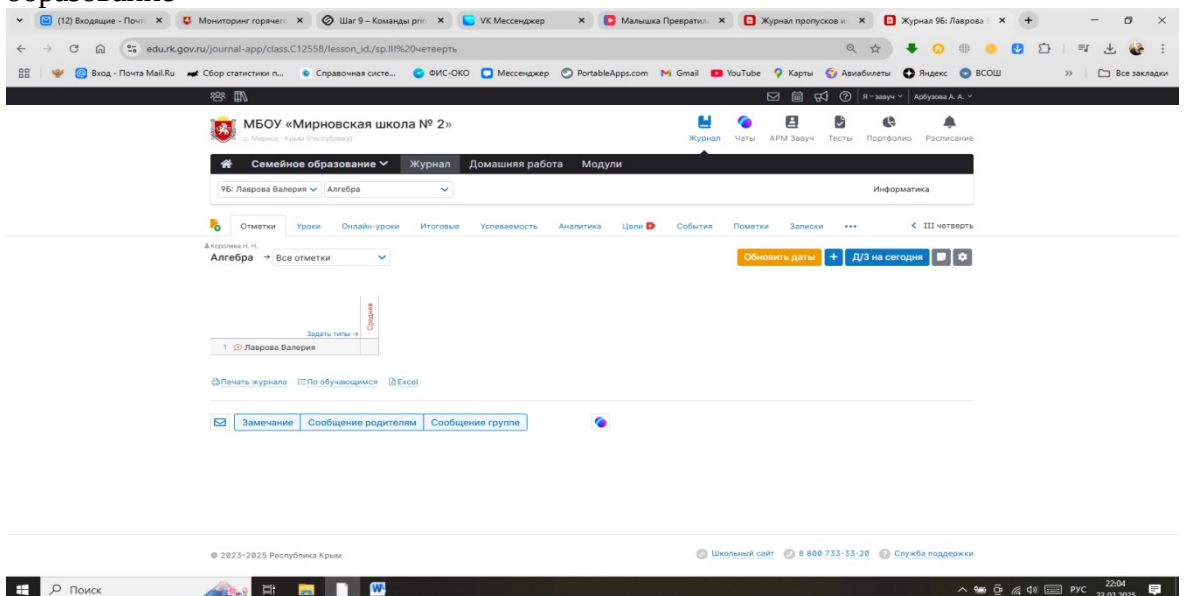 образование
(12) Входящие - Почт Мониторинг горячего Шаг 9 – Команды prin VK Мессенджер Малышка Превратил Журнал пропусков и Журнал 9Б: Лаврова
edu.rk.gov.ru/journal-app/class.C12558/lesson_id./sp.III%20четверть
Вход - Почта Mail.Ru Сбор статистики п... Справочная систе... ФИС-ОКО Мессенджер PortableApps.com Gmail YouTube Карты Авиабилеты Яндекс ВСОШ » Все закладки
Я – завуч Арбузова А. А.
МБОУ «Мирновская школа № 2»
с. Мирное · Крым (Республика)
Журнал Чаты АРМ Завуч Тесты Портфолио Расписание
Семейное образование Журнал Домашняя работа Модули
9Б: Лаврова Валерия Алгебра Информатика
Отметки Уроки Онлайн-уроки Итоговые Успеваемость Аналитика Цели События Пометки Записки ••• III четверть
Королева Н. Н.
Алгебра → Все отметки Обновить даты + Д/З на сегодня
Средняя
Задать типы →
1 Лаврова Валерия
Печать журнала По обучающимся Excel
Замечание Сообщение родителям Сообщение группе
© 2023-2025 Республика Крым Школьный сайт 8 800 733-33-20 Служба поддержки
Поиск РУС 22:04
23.02.2025